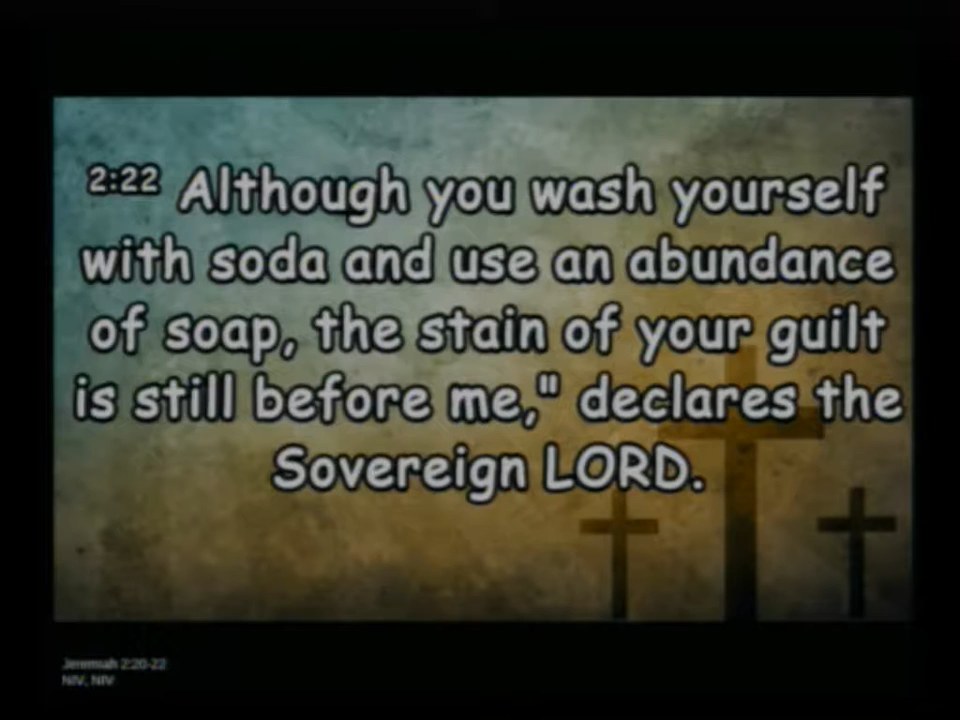 2:22 Although you wash yourself
with soda and use an abundance
of soap, the stain of your guilt
is still before me," declares the
Sovereign LORD.
Jeremiah 2:20-22
NIV, NIV